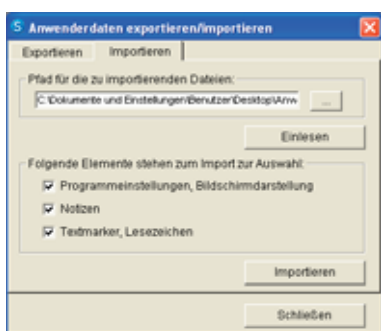 S Anwenderdaten exportieren/importieren
Exportieren Importieren
Pfad für die zu importierenden Dateien:
C:\Dokumente und Einstellungen\Benutzer\Desktop\Anw ...
Einlesen
Folgende Elemente stehen zum Import zur Auswahl:
Programmeinstellungen, Bildschirmdarstellung
Notizen
Textmarker, Lesezeichen
Importieren
Schließen